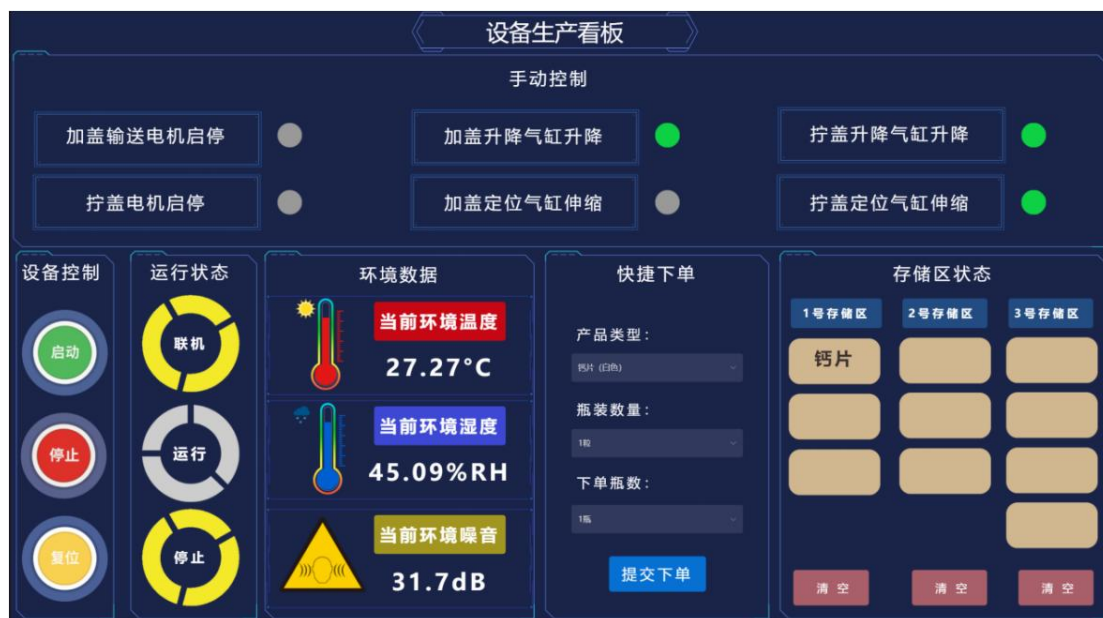 设备生产看板
手动控制
加盖输送电机启停
加盖升降气缸升降
拧盖升降气缸升降
拧盖电机启停
加盖定位气缸伸缩
拧盖定位气缸伸缩
设备控制
启动
停止
复位
运行状态
联机
运行
停止
环境数据
当前环境温度
27.27°C
当前环境湿度
45.09%RH
当前环境噪音
31.7dB
快捷下单
产品类型：
钙片 (白色)
瓶装数量：
1粒
下单瓶数：
1瓶
提交下单
存储区状态
1号存储区
2号存储区
3号存储区
钙片
清 空
清 空
清 空